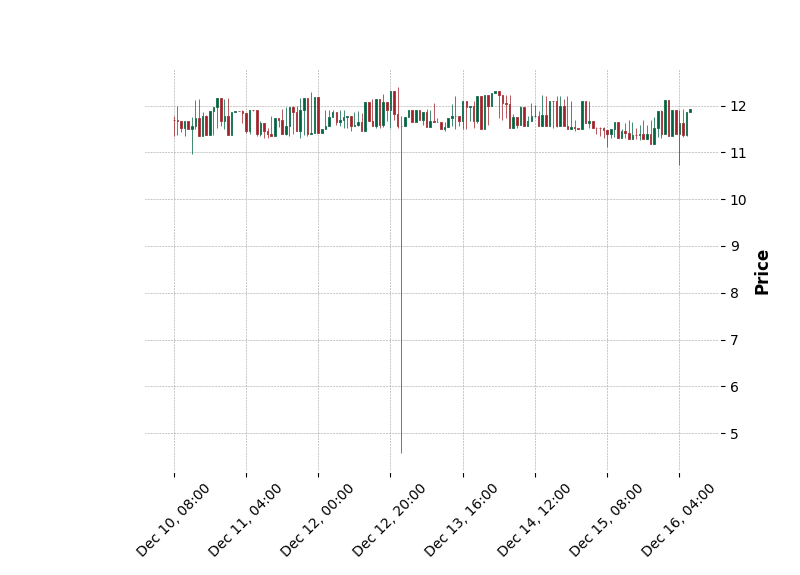 12
11
10
9
8
7
6
5
Price
Dec 10, 08:00
Dec 11, 04:00
Dec 12, 00:00
Dec 12, 20:00
Dec 13, 16:00
Dec 14, 12:00
Dec 15, 08:00
Dec 16, 04:00